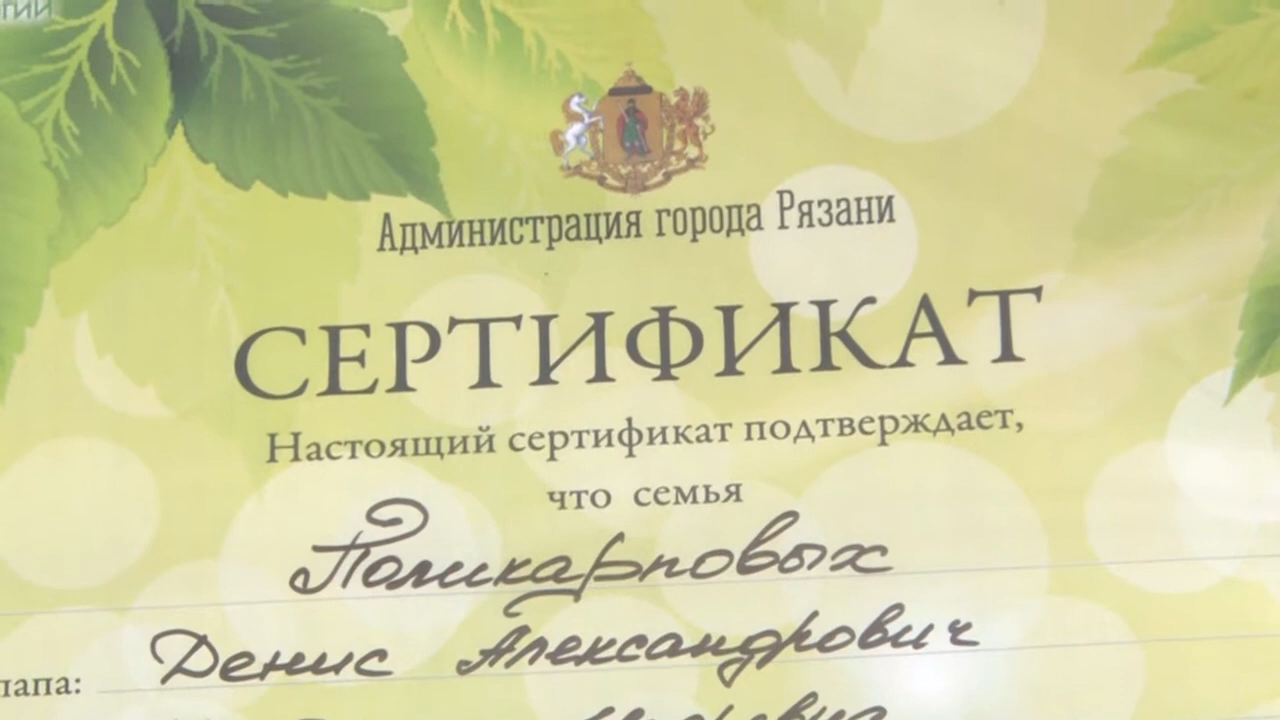 Администрация города Рязани
СЕРТИФИКАТ
Настоящий сертификат подтверждает,
что семья
Поликарповых
папа: Денис Александрович